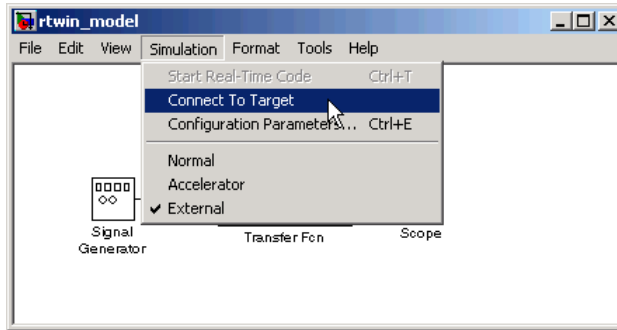 rtwin_model
File Edit View Simulation Format Tools Help
Start Real-Time Code Ctrl+T
Connect To Target
Configuration Parameters... Ctrl+E
Normal
Accelerator
✔ External
Signal
Generator
Transfer Fcn
Scope